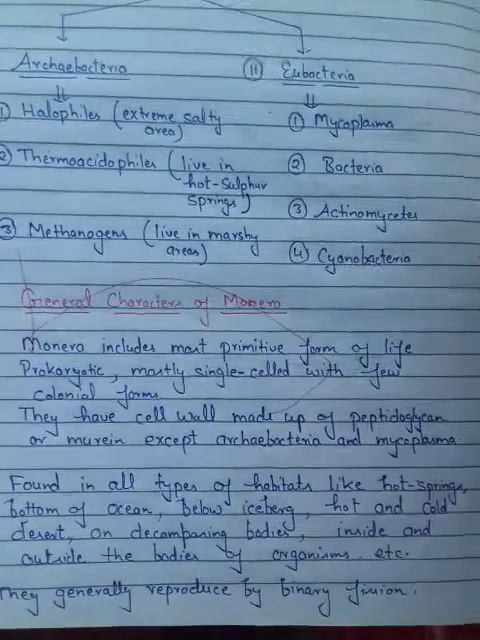 Archaebacteria
(II) Eubacteria
① Halophiles (extreme salty
area)
② Thermoacidophiles (live in
hot-sulphur
springs)
③ Methanogens (live in marshy
areas)
① Mycoplasma
② Bacteria
③ Actinomycetes
④ Cyanobacteria
General Characters of Monera
Monera includes most primitive form of life
Prokaryotic, mostly single-celled with few
colonial forms
They have cell wall made up of peptidoglycan
or murein except archaebacteria and mycoplasma.
Found in all types of habitats like hot-springs,
bottom of ocean, below iceberg, hot and cold
desert, on decomposing bodies, inside and
outside the bodies of organisms etc.
They generally reproduce by binary fission.